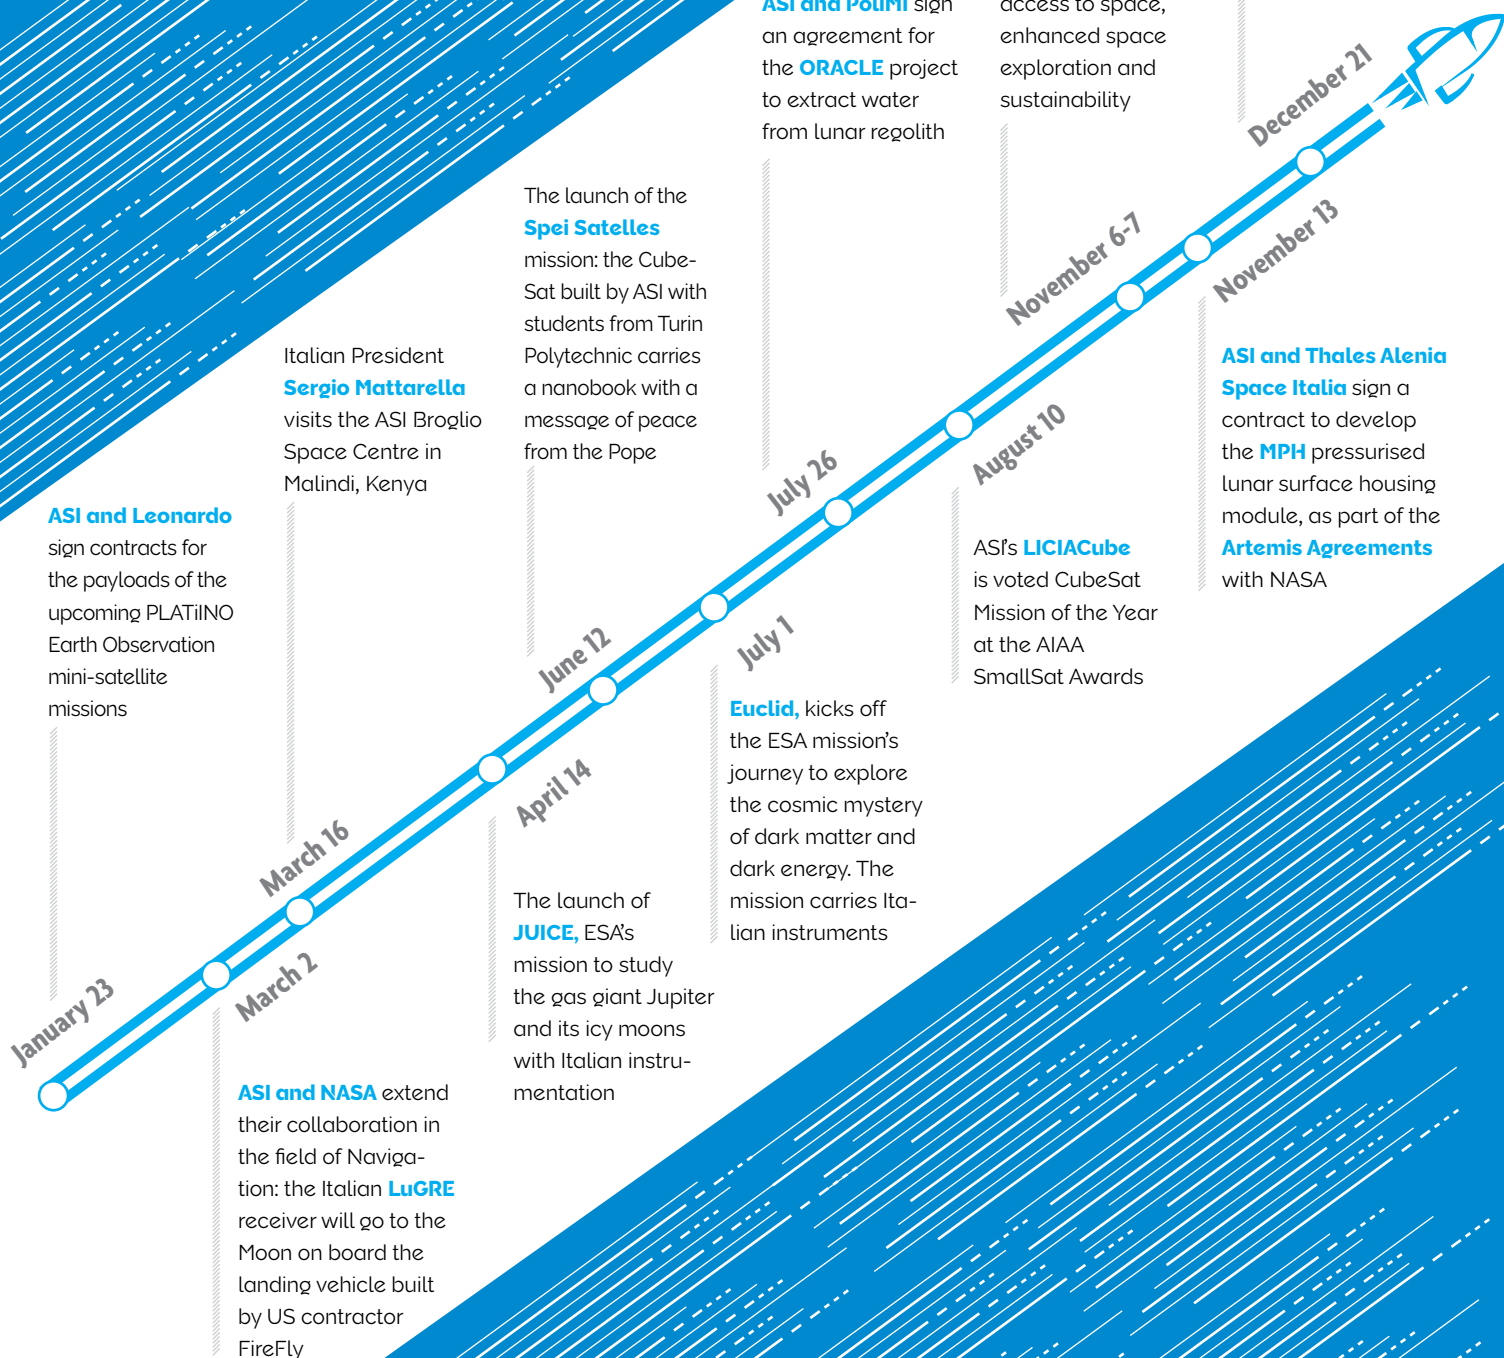 ASI and PoliMI sign
an agreement for
the ORACLE project
to extract water
from lunar regolith
access to space,
enhanced space
exploration and
sustainability
December 21
The launch of the
Spei Satelles
mission: the Cube-
Sat built by ASI with
students from Turin
Polytechnic carries
a nanobook with a
message of peace
from the Pope
November 6-7
November 13
Italian President
Sergio Mattarella
visits the ASI Broglio
Space Centre in
Malindi, Kenya
ASI and Thales Alenia
Space Italia sign a
contract to develop
the MPH pressurised
lunar surface housing
module, as part of the
Artemis Agreements
with NASA
July 26
August 10
ASI and Leonardo
sign contracts for
the payloads of the
upcoming PLATiINO
Earth Observation
mini-satellite
missions
ASI's LICIACube
is voted CubeSat
Mission of the Year
at the AIAA
SmallSat Awards
June 12
July 1
Euclid, kicks off
the ESA mission's
journey to explore
the cosmic mystery
of dark matter and
dark energy. The
mission carries Ita-
lian instruments
March 16
April 14
The launch of
JUICE, ESA's
mission to study
the gas giant Jupiter
and its icy moons
with Italian instru-
mentation
January 23
March 2
ASI and NASA extend
their collaboration in
the field of Naviga-
tion: the Italian LuGRE
receiver will go to the
Moon on board the
landing vehicle built
by US contractor
FireFly